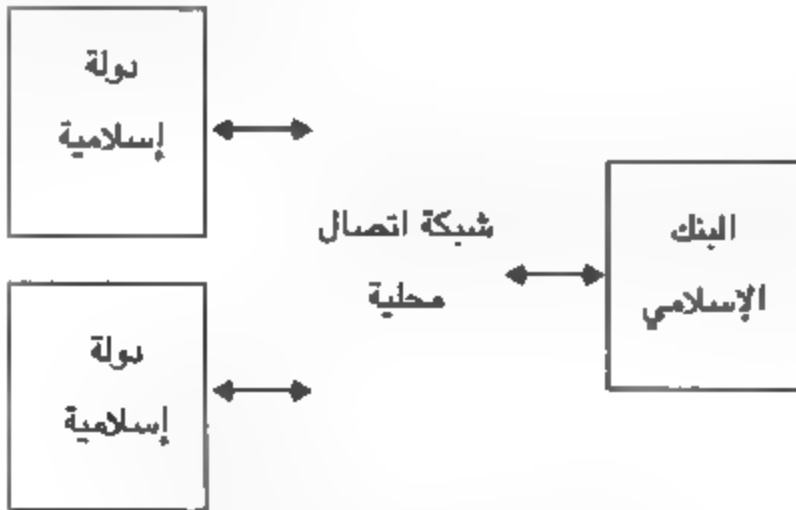 دولة
إسلامية
شبكة اتصال
محلية
البنك
الإسلامي
دولة
إسلامية